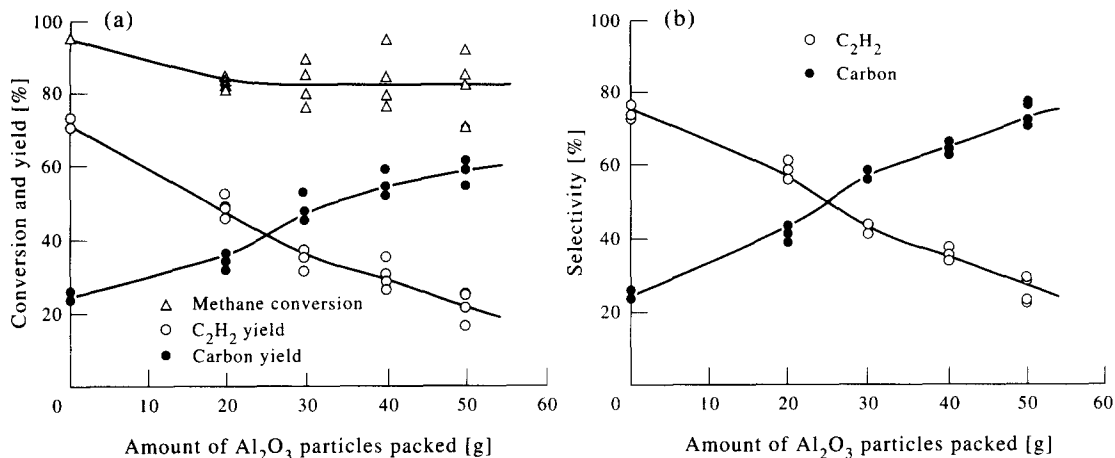 (a)
Conversion and yield [%]
100
80
60
40
20
△ Methane conversion
○ C₂H₂ yield
● Carbon yield
0 10 20 30 40 50 60
Amount of Al₂O₃ particles packed [g]
(b)
Selectivity [%]
100
80
60
40
20
○ C₂H₂
● Carbon
0 10 20 30 40 50 60
Amount of Al₂O₃ particles packed [g]